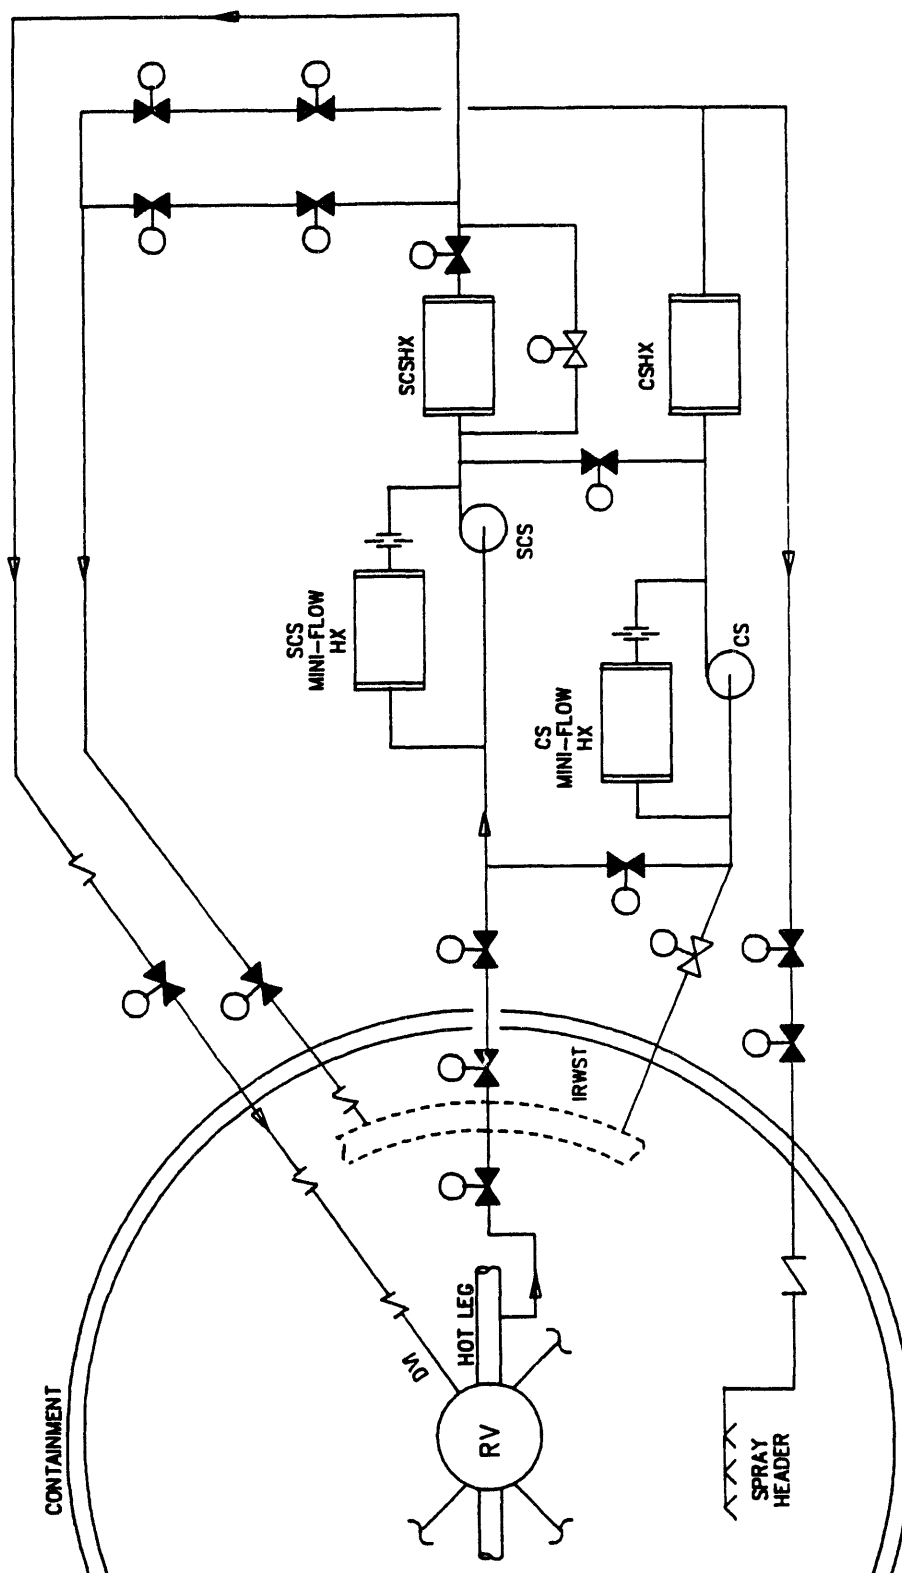 SCSHX
CSHX
SCS
MINI-FLOW
HX
SCS
CS
MINI-FLOW
HX
CS
IRWST
HOT LEG
DVI
RV
CONTAINMENT
SPRAY
HEADER